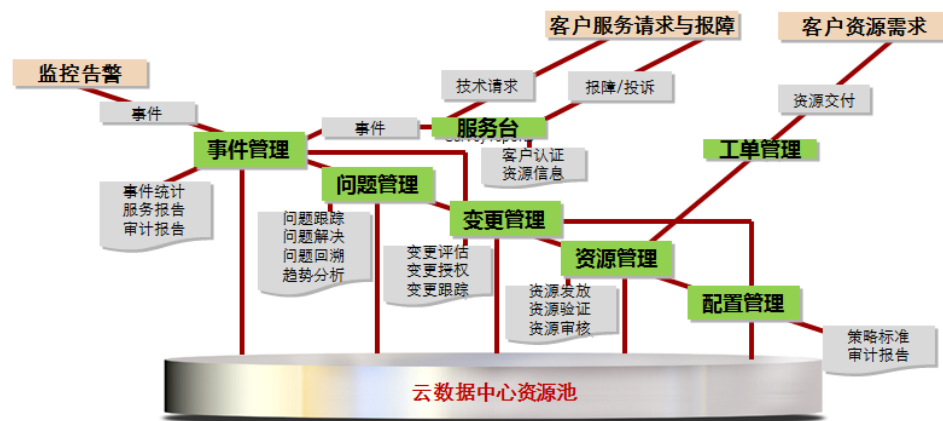 客户服务请求与报障
客户资源需求
监控告警
技术请求
报障/投诉
资源交付
事件
事件
服务台
事件管理
工单管理
客户认证
资源信息
问题管理
事件统计
服务报告
审计报告
变更管理
问题跟踪
问题解决
问题回溯
趋势分析
变更评估
变更授权
变更跟踪
资源管理
资源发放
资源验证
资源审核
配置管理
策略标准
审计报告
云数据中心资源池